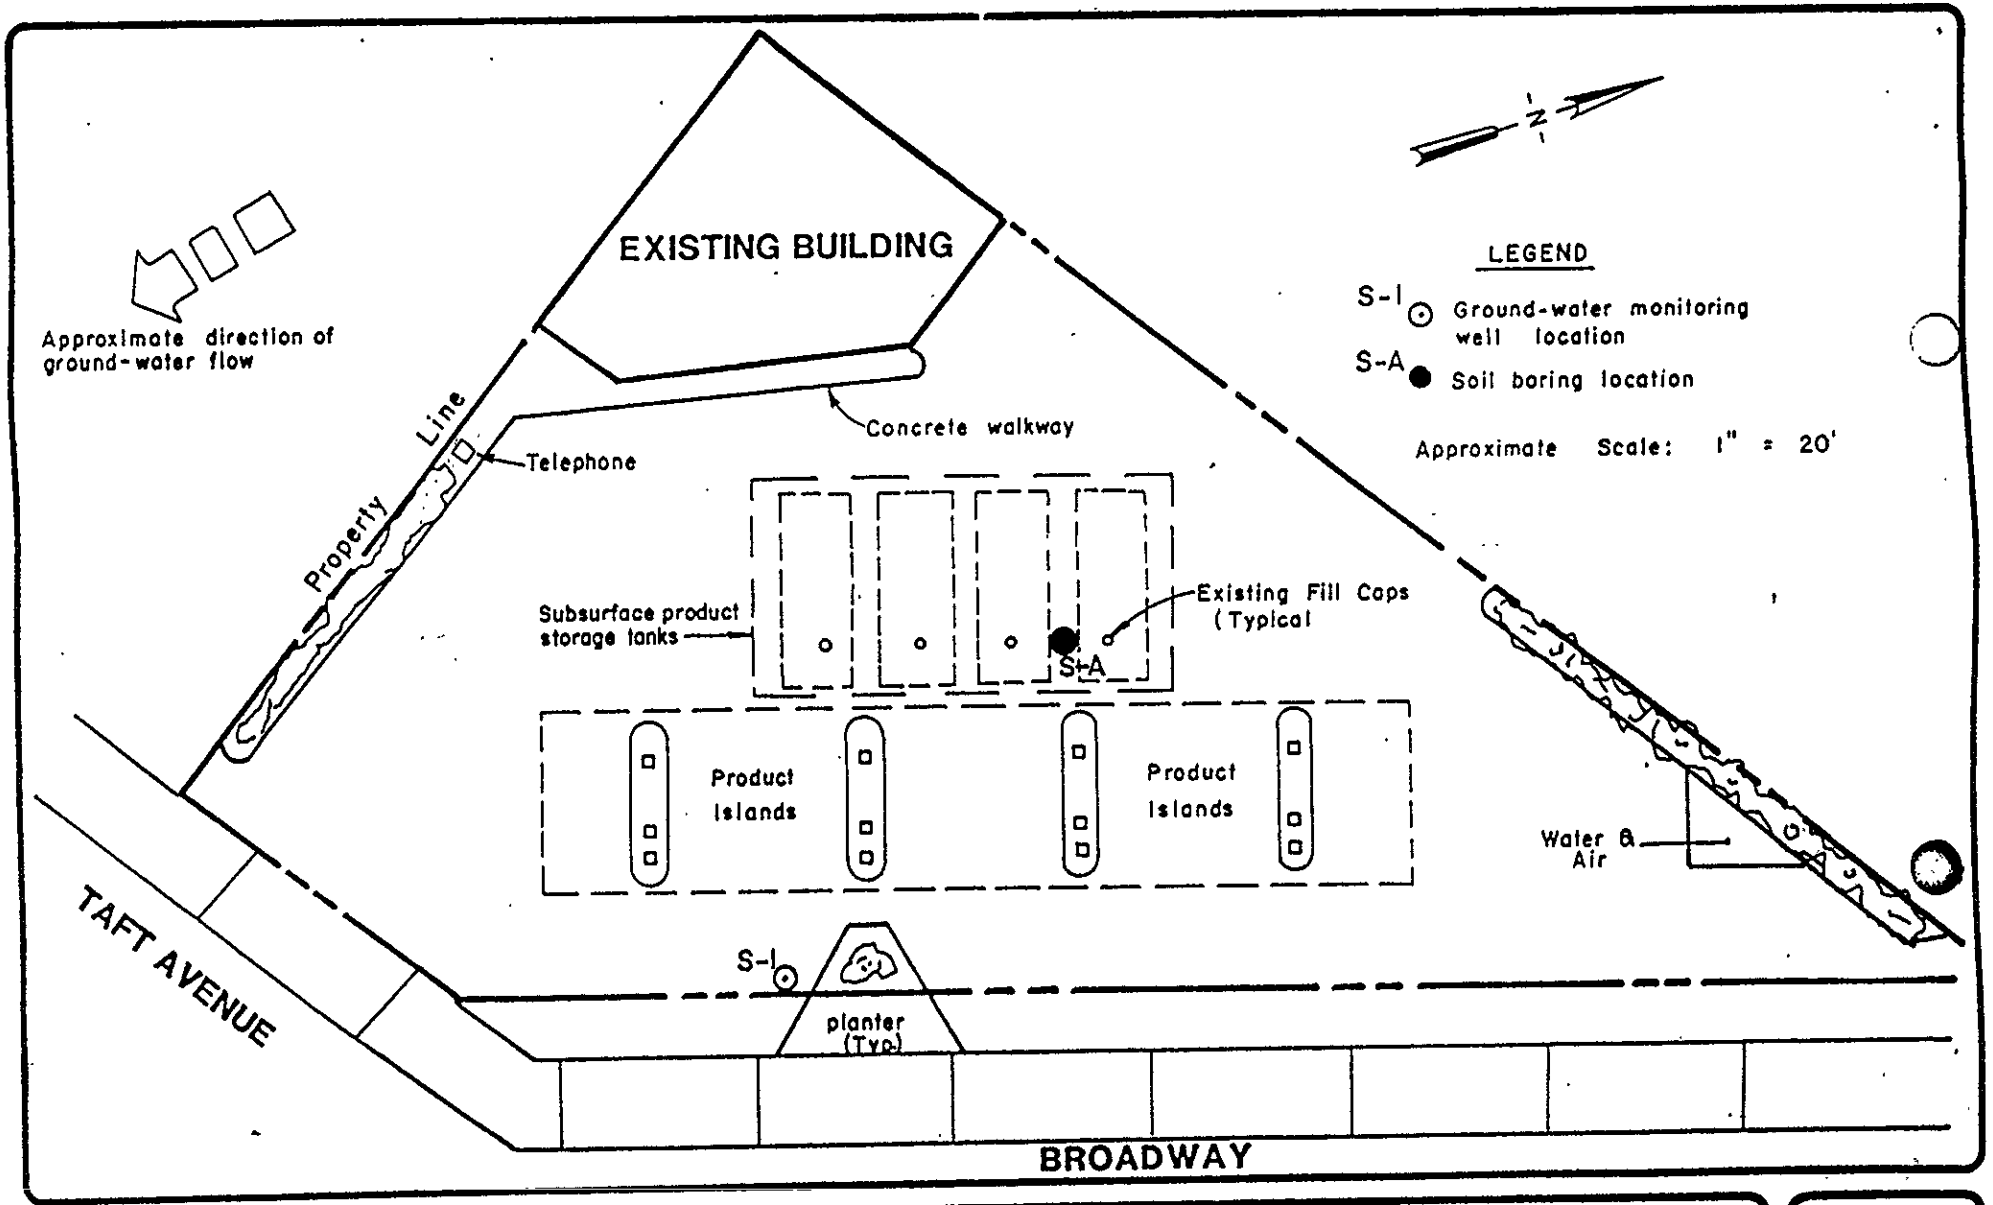 N
EXISTING BUILDING
LEGEND
S-1
Ground-water monitoring
well location
S-A
Soil boring location
Approximate Scale: 1" = 20'
Approximate direction of
ground-water flow
Property Line
Concrete walkway
Telephone
Existing Fill Caps
(Typical
Subsurface product
storage tanks
S-A
Product
Islands
Product
Islands
Water &
Air
S-1
planter
(Typ.)
TAFT AVENUE
BROADWAY